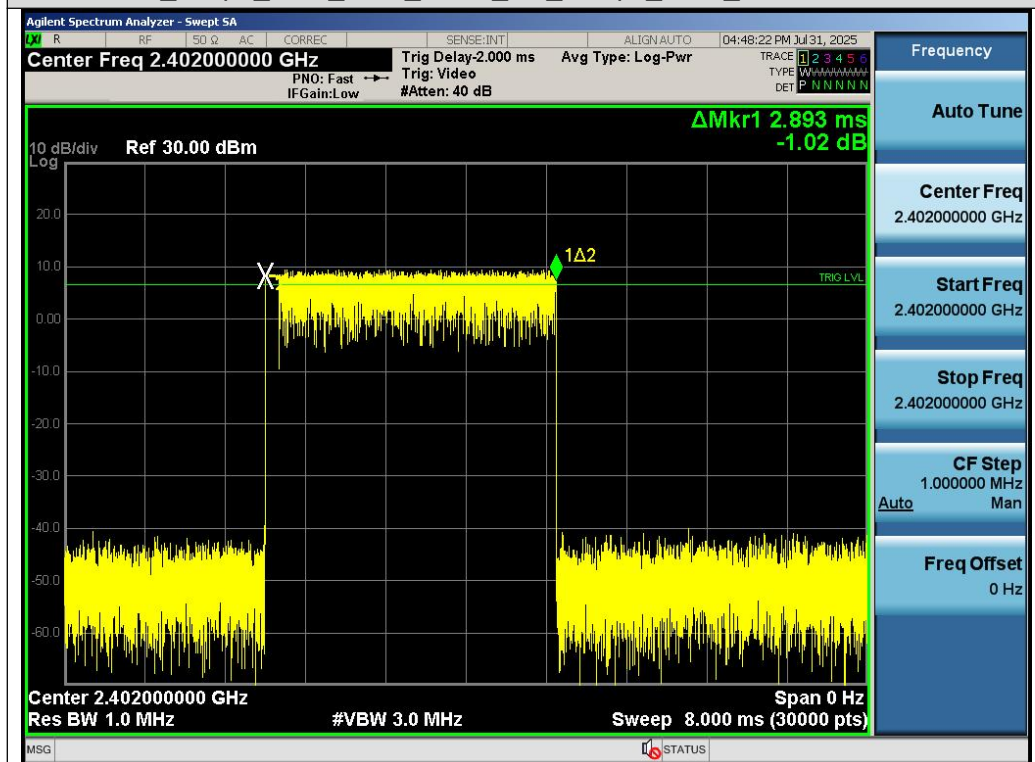 Agilent Spectrum Analyzer - Swept SA
LXI R RF 50 Ω AC CORREC SENSE:INT ALIGN AUTO 04:48:22 PM Jul 31, 2025
Center Freq 2.402000000 GHz
PNO: Fast
IFGain:Low
Trig Delay-2.000 ms
Trig: Video
#Atten: 40 dB
Avg Type: Log-Pwr
TRACE 1 2 3 4 5 6
TYPE WWWWWW
DET P N N N N N
ΔMkr1 2.893 ms
-1.02 dB
10 dB/div Ref 30.00 dBm
Log
20.0
10.0
0.00
-10.0
-20.0
-30.0
-40.0
-50.0
-60.0
1Δ2
TRIG LVL
Center 2.402000000 GHz Span 0 Hz
Res BW 1.0 MHz #VBW 3.0 MHz Sweep 8.000 ms (30000 pts)
MSG STATUS
Frequency
Auto Tune
Center Freq
2.402000000 GHz
Start Freq
2.402000000 GHz
Stop Freq
2.402000000 GHz
CF Step
1.000000 MHz
Auto Man
Freq Offset
0 Hz